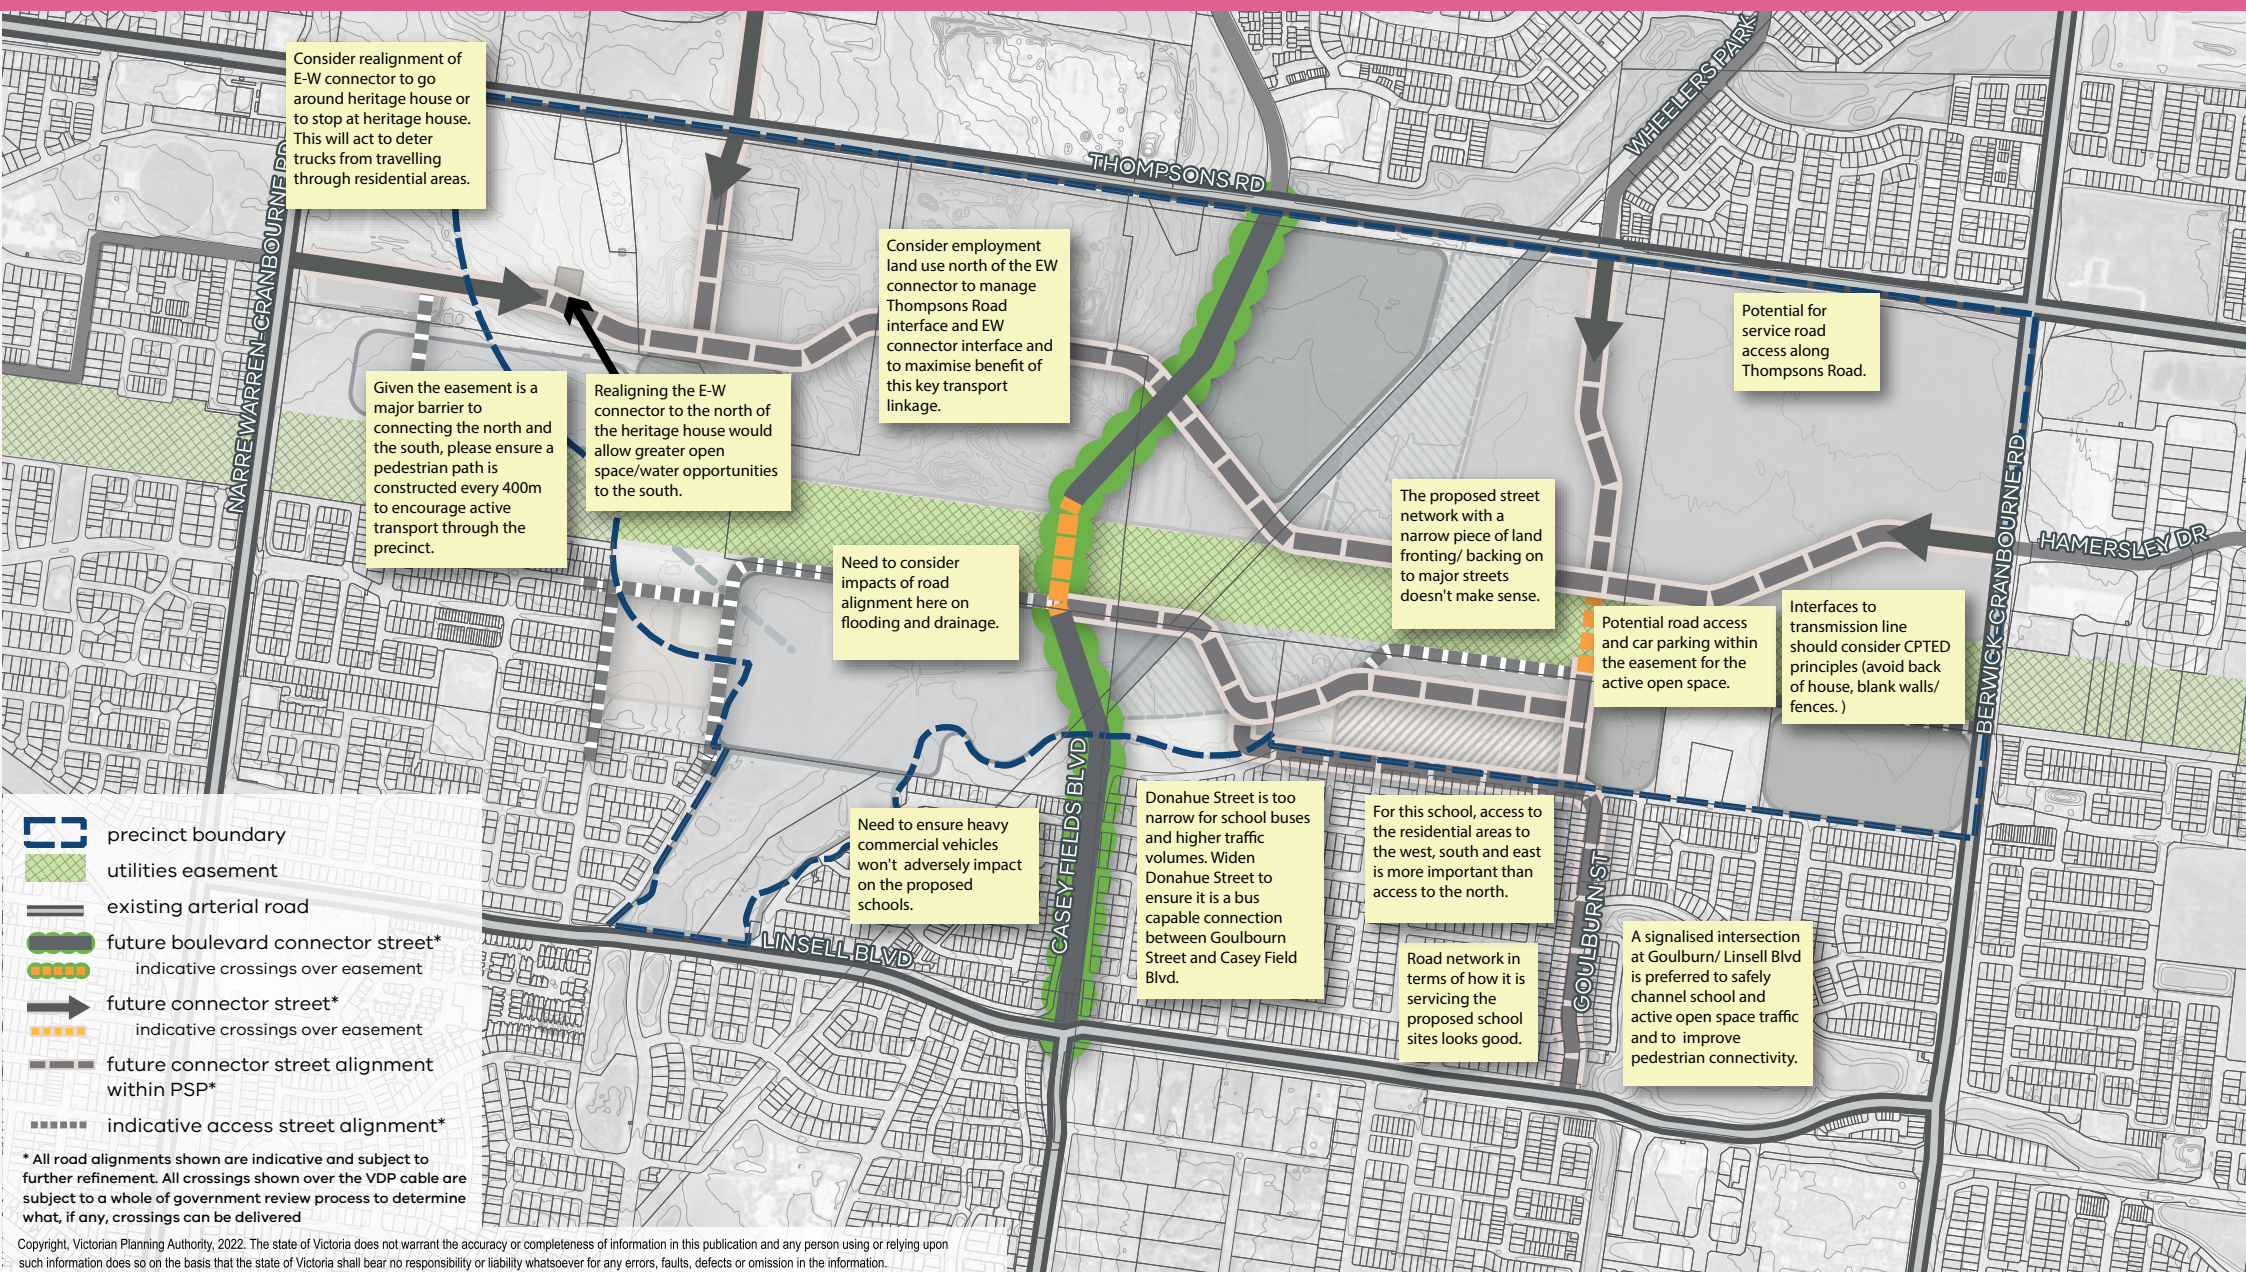 Consider realignment of
E-W connector to go
around heritage house or
to stop at heritage house.
This will act to deter
trucks from travelling
through residential areas.
THOMPSONS RD
WHEELERS PARK
NARRE WARREN-CRANBOURNE RD
Consider employment
land use north of the EW
connector to manage
Thompsons Road
interface and EW
connector interface and
to maximise benefit of
this key transport
linkage.
Potential for
service road
access along
Thompsons Road.
Given the easement is a
major barrier to
connecting the north and
the south, please ensure a
pedestrian path is
constructed every 400m
to encourage active
transport through the
precinct.
Realigning the E-W
connector to the north of
the heritage house would
allow greater open
space/water opportunities
to the south.
The proposed street
network with a
narrow piece of land
fronting/ backing on
to major streets
doesn't make sense.
HAMERSLEY DR
BERWICK-CRANBOURNE RD
Need to consider
impacts of road
alignment here on
flooding and drainage.
Potential road access
and car parking within
the easement for the
active open space.
Interfaces to
transmission line
should consider CPTED
principles (avoid back
of house, blank walls/
fences. )
CASEY FIELDS BLVD
Need to ensure heavy
commercial vehicles
won't adversely impact
on the proposed
schools.
Donahue Street is too
narrow for school buses
and higher traffic
volumes. Widen
Donahue Street to
ensure it is a bus
capable connection
between Goulbourn
Street and Casey Field
Blvd.
For this school, access to
the residential areas to
the west, south and east
is more important than
access to the north.
GOULBURN ST
LINSELL BLVD
Road network in
terms of how it is
servicing the
proposed school
sites looks good.
A signalised intersection
at Goulburn/ Linsell Blvd
is preferred to safely
channel school and
active open space traffic
and to improve
pedestrian connectivity.
precinct boundary
utilities easement
existing arterial road
future boulevard connector street*
indicative crossings over easement
future connector street*
indicative crossings over easement
future connector street alignment
within PSP*
indicative access street alignment*
* All road alignments shown are indicative and subject to
further refinement. All crossings shown over the VDP cable are
subject to a whole of government review process to determine
what, if any, crossings can be delivered
Copyright, Victorian Planning Authority, 2022. The state of Victoria does not warrant the accuracy or completeness of information in this publication and any person using or relying upon
such information does so on the basis that the state of Victoria shall bear no responsibility or liability whatsoever for any errors, faults, defects or omission in the information.